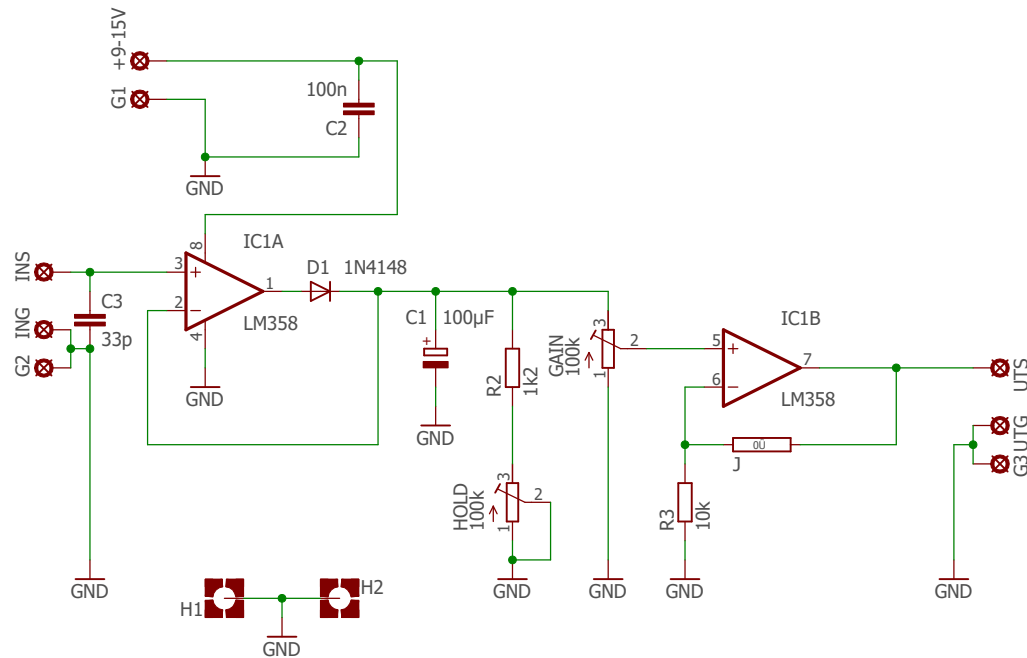 +9-15V
G1
100n
C2
GND
INS
ING
G2
C3
33p
IC1A
8
3
+
2
−
1
4
LM358
GND
D1
1N4148
C1
100µF
+
GND
R2
1k2
HOLD
100k
3
2
1
GND
GAIN
100k
3
2
1
GND
IC1B
5
+
6
−
7
LM358
0Ü
J
R3
10k
GND
UTS
UTG
G3
GND
GND
H1
H2
GND